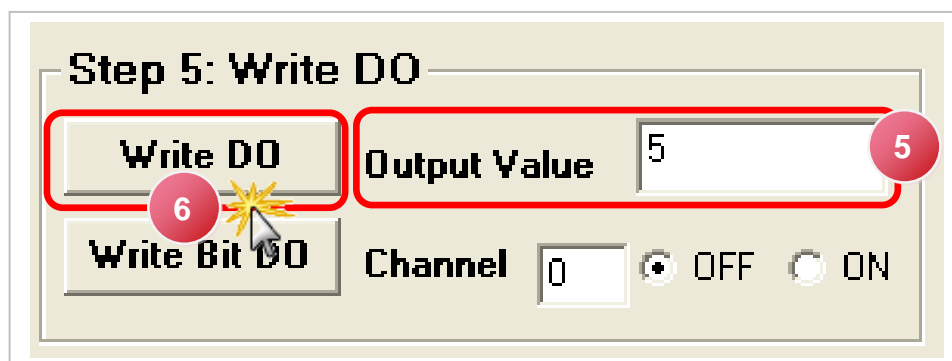 Step 5: Write DO
Write DO
Output Value
5
5
6
Write Bit DO
Channel
0
OFF
ON